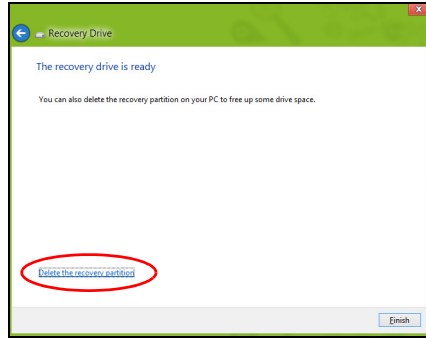 Recovery Drive
The recovery drive is ready
You can also delete the recovery partition on your PC to free up some drive space.
Delete the recovery partition
Finish